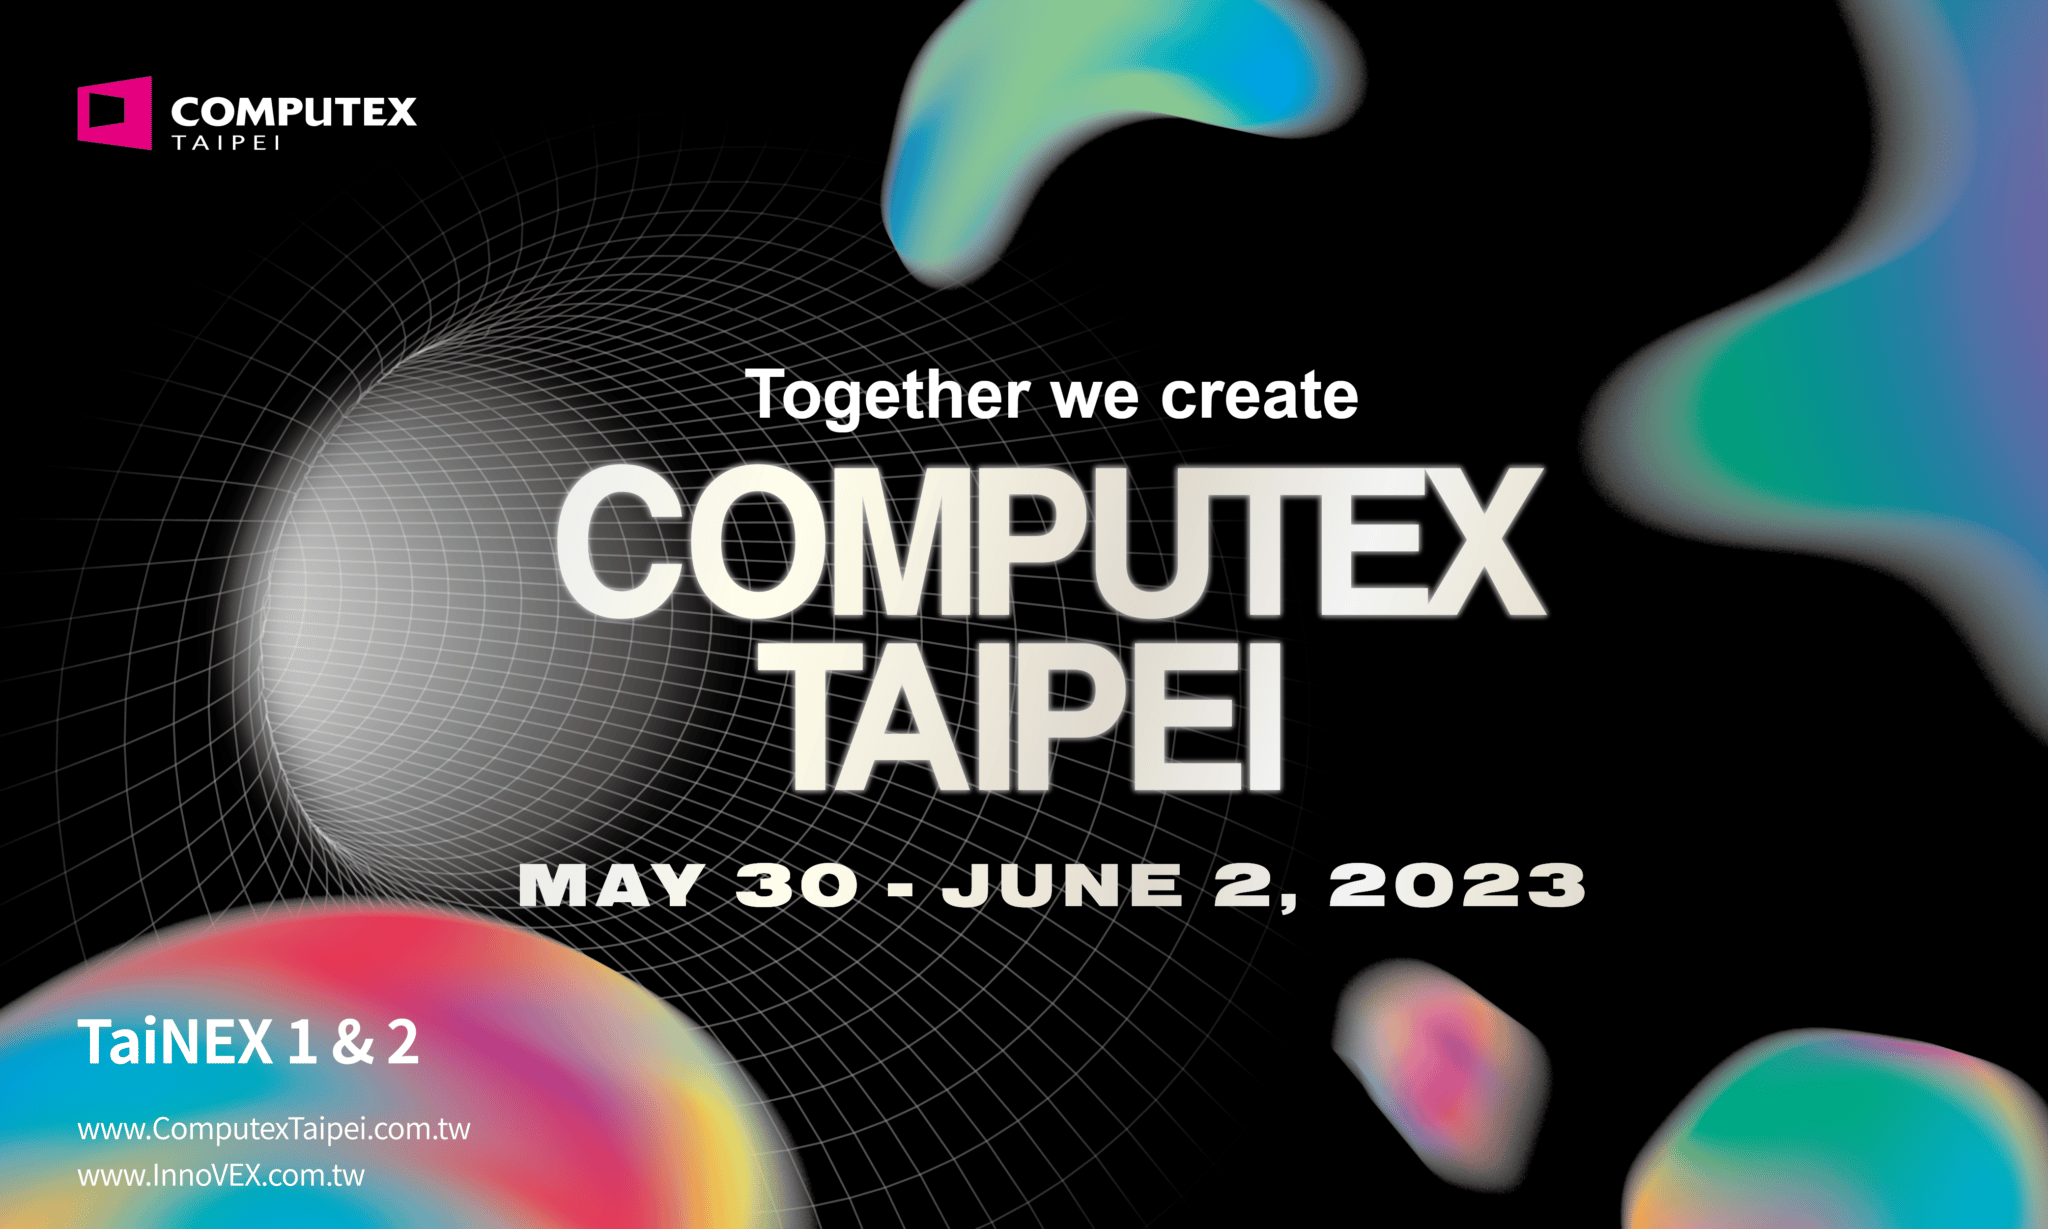 COMPUTEX
TAIPEI
Together we create
COMPUTEX
TAIPEI
MAY 30 - JUNE 2, 2023
TaiNEX 1 & 2
www.ComputexTaipei.com.tw
www.InnoVEX.com.tw